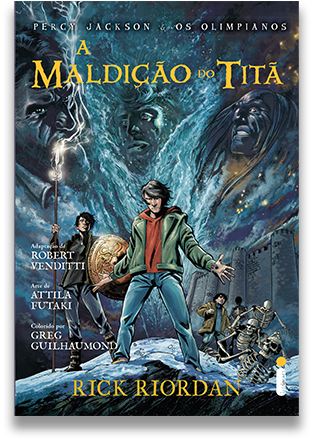 PERCY JACKSON & OS OLIMPIANOS
A
MALDIÇÃO DO TITÃ
Adaptação de
ROBERT
VENDITTI
Arte de
ATTILA
FUTAKI
Colorido por
GREG
GUILHAUMOND
RICK RIORDAN